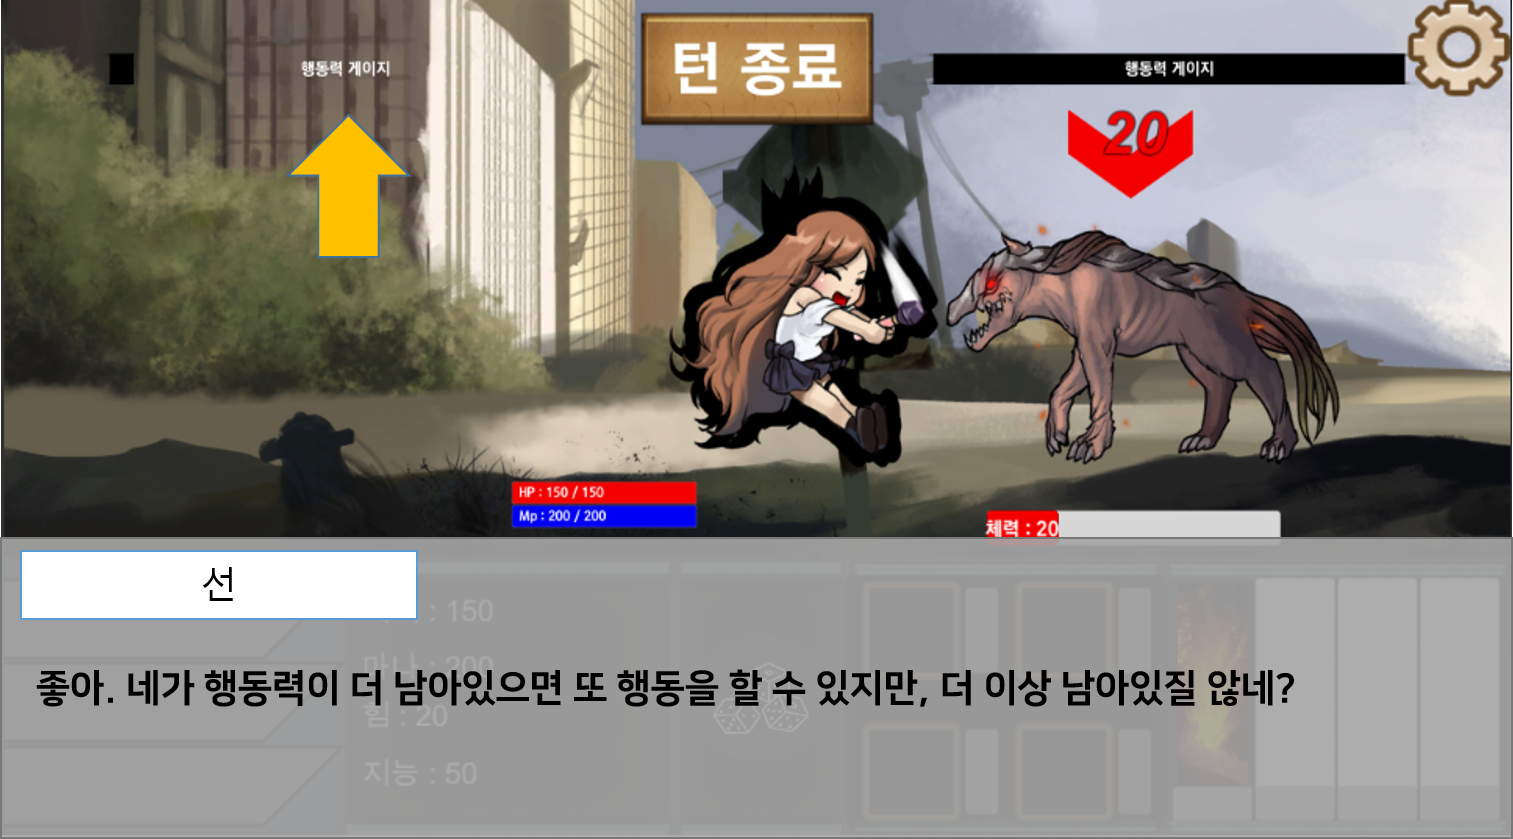 턴 종료
행동력 게이지
행동력 게이지
20
HP : 150 / 150
Mp : 200 / 200
체력 : 20
선
: 150
마나 : 200
좋아. 네가 행동력이 더 남아있으면 또 행동을 할 수 있지만, 더 이상 남아있질 않네?
힘 : 20
지능 : 50